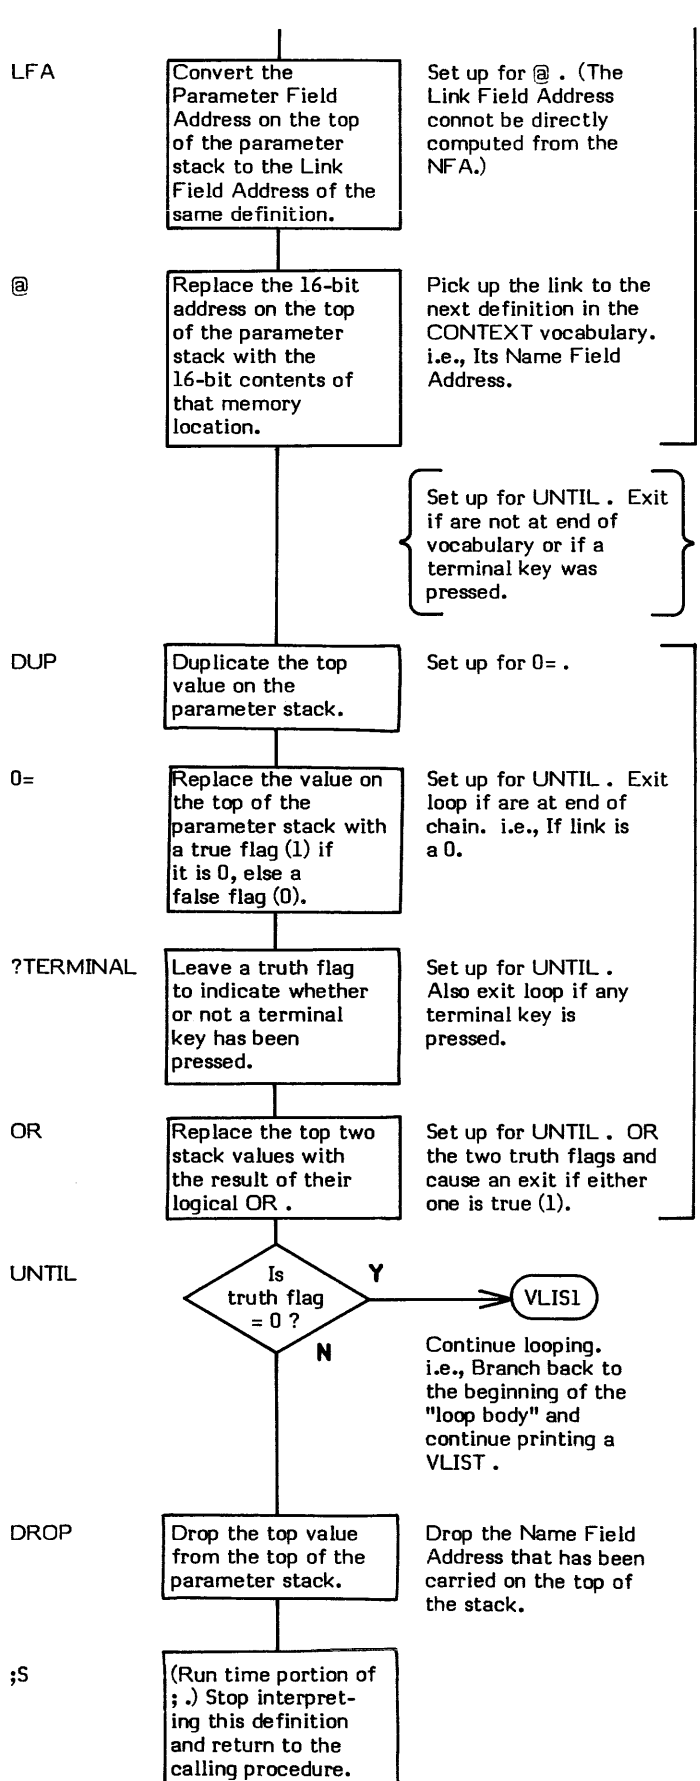 LFA
Convert the
Parameter Field
Address on the top
of the parameter
stack to the Link
Field Address of the
same definition.
Set up for @ . (The
Link Field Address
connot be directly
computed from the
NFA.)
@
Replace the 16-bit
address on the top
of the parameter
stack with the
16-bit contents of
that memory
location.
Pick up the link to the
next definition in the
CONTEXT vocabulary.
i.e., Its Name Field
Address.
Set up for UNTIL . Exit
if are not at end of
vocabulary or if a
terminal key was
pressed.
DUP
Duplicate the top
value on the
parameter stack.
Set up for 0= .
0=
Replace the value on
the top of the
parameter stack with
a true flag (1) if
it is 0, else a
false flag (0).
Set up for UNTIL . Exit
loop if are at end of
chain. i.e., If link is
a 0.
?TERMINAL
Leave a truth flag
to indicate whether
or not a terminal
key has been
pressed.
Set up for UNTIL .
Also exit loop if any
terminal key is
pressed.
OR
Replace the top two
stack values with
the result of their
logical OR .
Set up for UNTIL . OR
the two truth flags and
cause an exit if either
one is true (1).
UNTIL
Is
truth flag
= 0 ?
Y
N
VLIS1
Continue looping.
i.e., Branch back to
the beginning of the
"loop body" and
continue printing a
VLIST .
DROP
Drop the top value
from the top of the
parameter stack.
Drop the Name Field
Address that has been
carried on the top of
the stack.
;S
(Run time portion of
; .) Stop interpret-
ing this definition
and return to the
calling procedure.